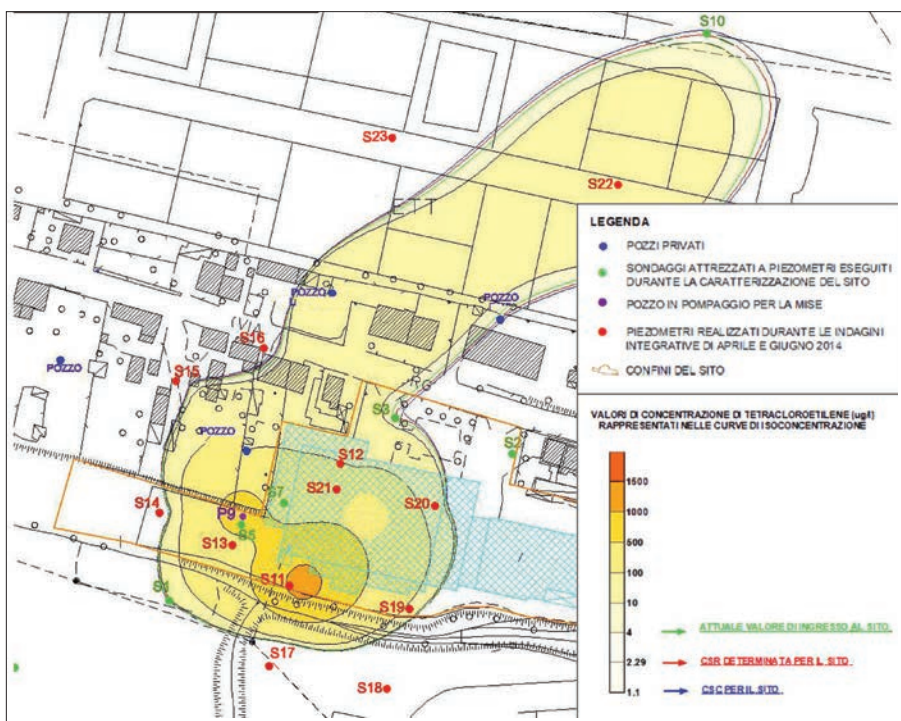 S10
S23
S22
ETT
POZZO
POZZO
S16
S15
POZZO
S3
POZZO
S2
S12
S21
S7
S20
S14
P9
S5
S13
S11
S1
S19
S17
S18
LEGENDA
POZZI PRIVATI
SONDAGGI ATTREZZATI A PIEZOMETRI ESEGUITI
DURANTE LA CARATTERIZZAZIONE DEL SITO
POZZO IN POMPAGGIO PER LA MISE
PIEZOMETRI REALIZZATI DURANTE LE INDAGINI
INTEGRATIVE DI APRILE E GIUGNO 2014
CONFINI DEL SITO
VALORI DI CONCENTRAZIONE DI TETRACLOROETILENE (ug/l)
RAPPRESENTATI NELLE CURVE DI ISOCONCENTRAZIONE
1500
1000
500
100
10
4
ATTUALE VALORE DI INGRESSO AL SITO
2.29
CSR DETERMINATA PER IL SITO
1.1
CSC PER IL SITO